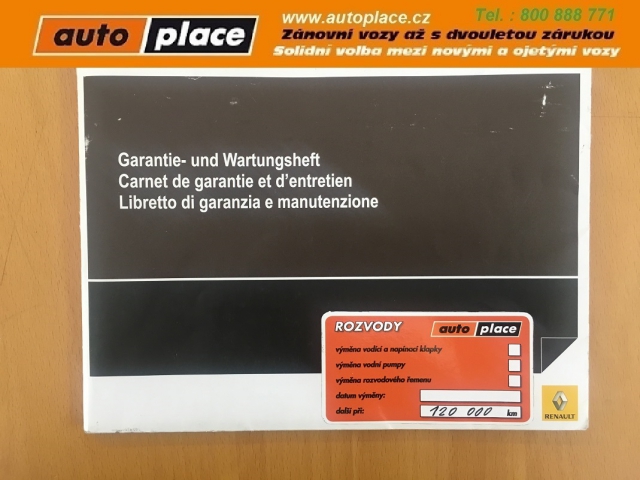 auto place
www.autoplace.cz
Tel. : 800 888 771
Zánovní vozy až s dvouletou zárukou
Solidní volba mezi novými a ojetými vozy
Garantie- und Wartungsheft
Carnet de garantie et d'entretien
Libretto di garanzia e manutenzione
ROZVODY
auto place
výměna vodící a napínací klapky
výměna vodní pumpy
výměna rozvodového řemenu
datum výměny:
další při: 120 000 km
RENAULT